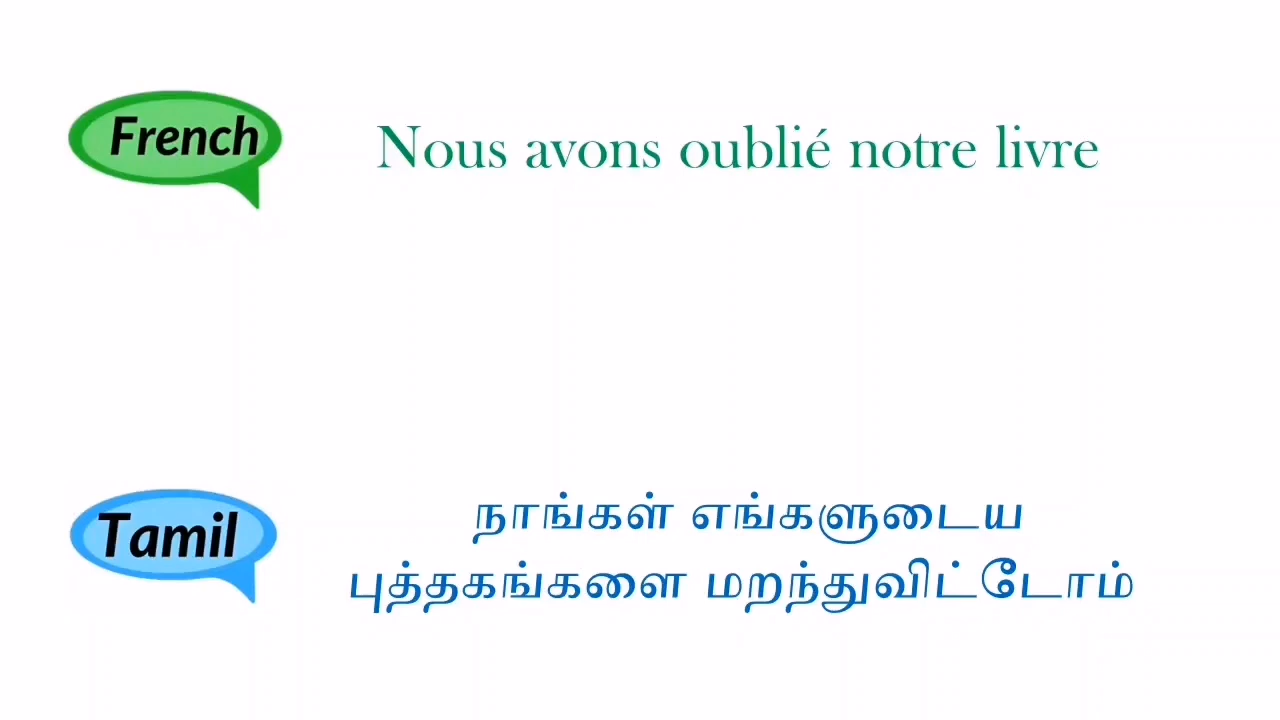 French
Nous avons oublié notre livre
Tamil
நாங்கள் எங்களுடைய
புத்தகங்களை மறந்துவிட்டோம்